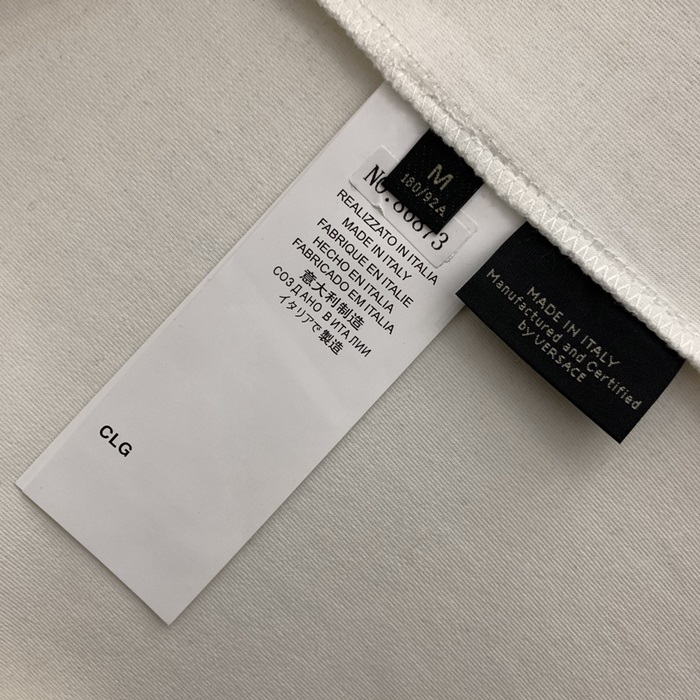 M
180/92A
NO.80873
REALIZZATO IN ITALIA
MADE IN ITALY
FABRIQUE EN ITALIE
HECHO EN ITALIA
FABRICADO EM ITALIA
意大利制造
СОЗДАНО В ИТАЛИИ
イタリアで製造
CLG
MADE IN ITALY
Manufactured and Certified
by VERSACE